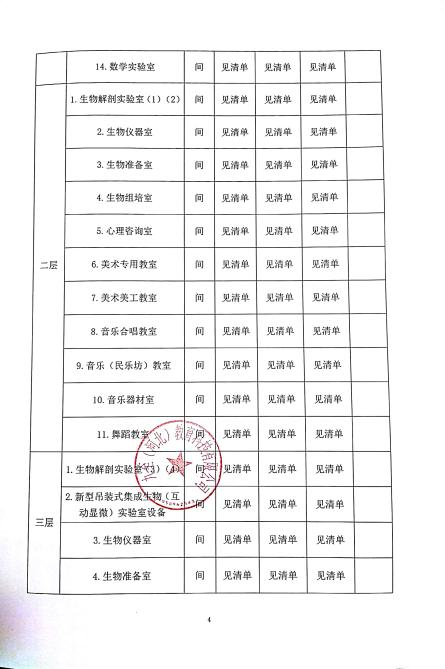 14.数学实验室 间 见清单 见清单 见清单
二层
1.生物解剖实验室(1)(2) 间 见清单 见清单 见清单
2.生物仪器室 间 见清单 见清单 见清单
3.生物准备室 间 见清单 见清单 见清单
4.生物组培室 间 见清单 见清单 见清单
5.心理咨询室 间 见清单 见清单 见清单
6.美术专用教室 间 见清单 见清单 见清单
7.美术美工教室 间 见清单 见清单 见清单
8.音乐合唱教室 间 见清单 见清单 见清单
9.音乐（民乐坊）教室 间 见清单 见清单 见清单
10.音乐器材室 间 见清单 见清单 见清单
11.舞蹈教室 间 见清单 见清单 见清单
三层
1.生物解剖实验室(3)(4) 间 见清单 见清单 见清单
2.新型吊装式集成生物（互
动显微）实验室设备 间 见清单 见清单 见清单
3.生物仪器室 间 见清单 见清单 见清单
4.生物准备室 间 见清单 见清单 见清单
（河北）教育科技有限公司
4